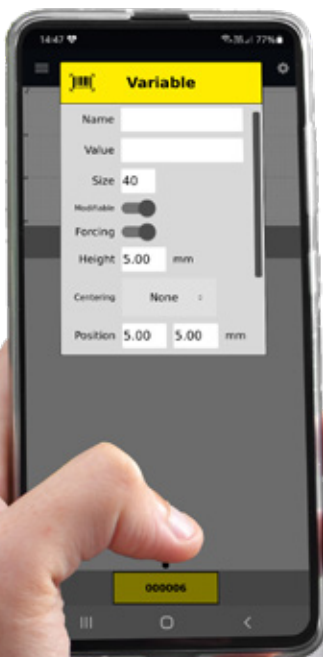 14:47 77%
Variable
Name
Value
Size 40
Modifiable
Forcing
Height 5.00 mm
Centering None
Position 5.00 5.00 mm
000006